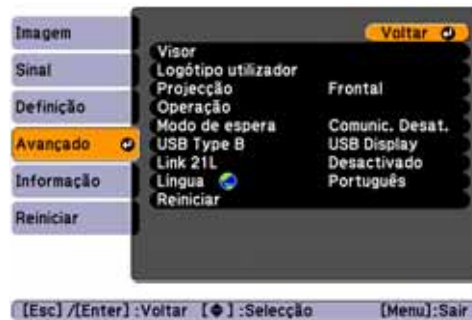 Imagem
Sinal
Definição
Avançado
Informação
Reiniciar
Voltar
Visor
Logótipo utilizador
Projecção Frontal
Operação
Modo de espera Comunic. Desat.
USB Type B USB Display
Link 21L Desactivado
Língua Português
Reiniciar
[Esc] /[Enter] :Voltar [ ] :Selecção [Menu]:Sair